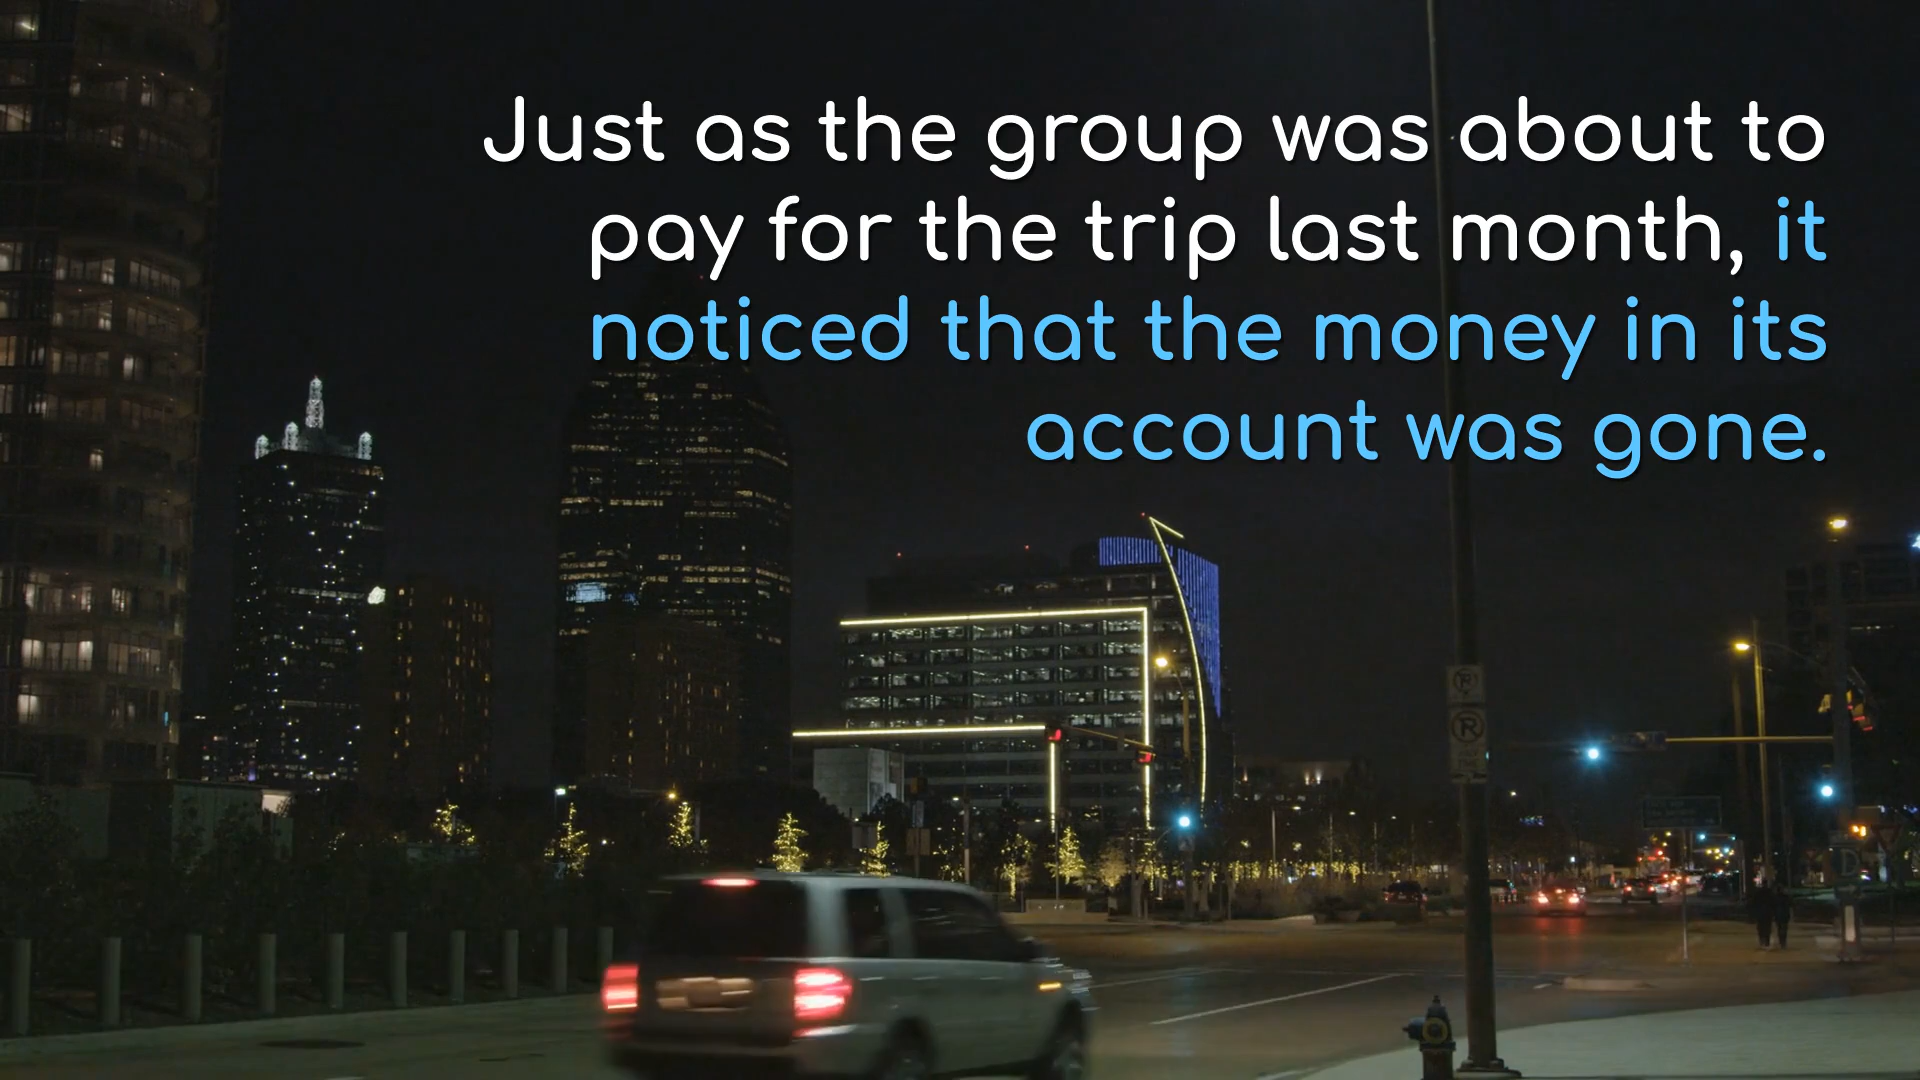 Just as the group was about to
pay for the trip last month, it
noticed that the money in its
account was gone.